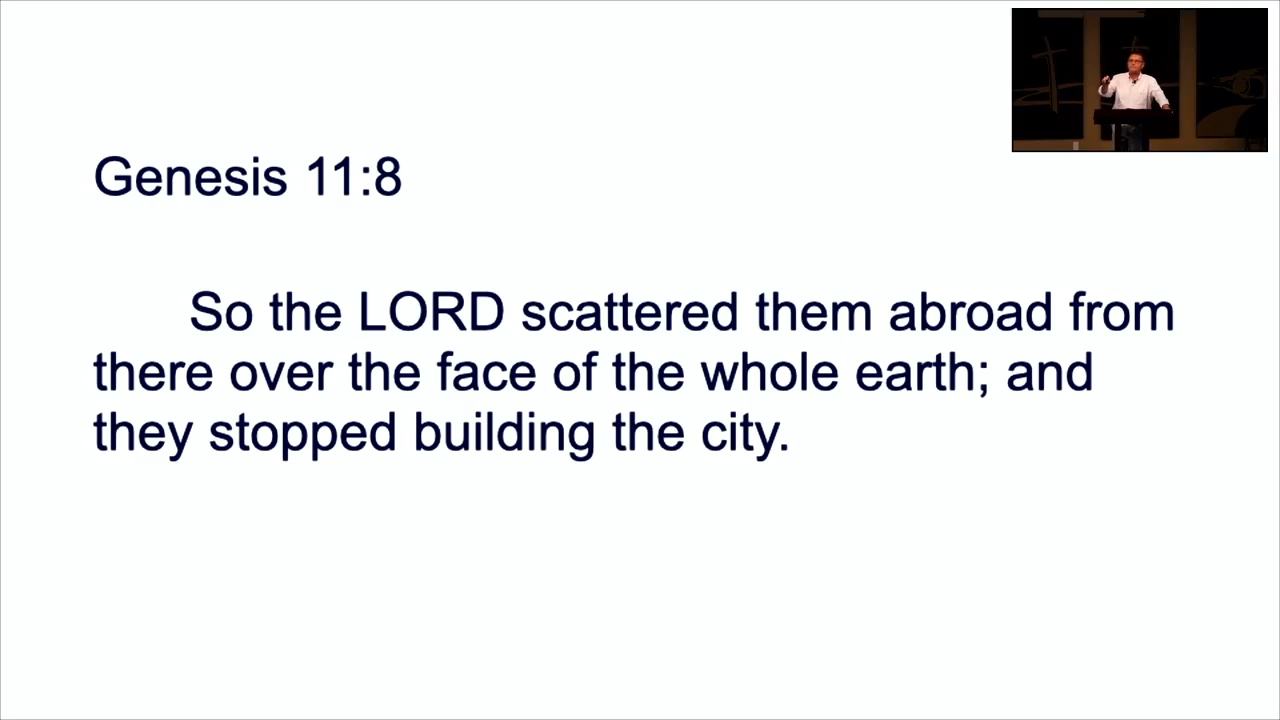 Genesis 11:8
So the LORD scattered them abroad from
there over the face of the whole earth; and
they stopped building the city.